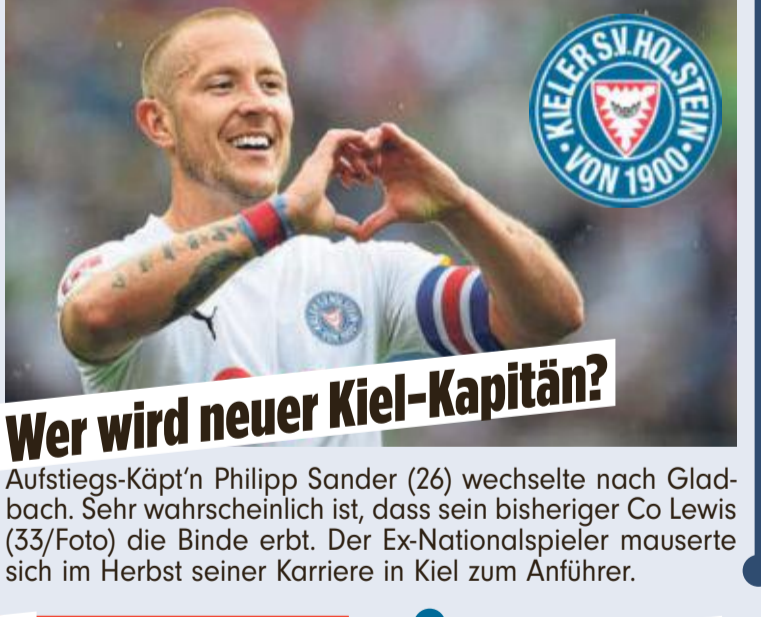 KIELER S.V. HOLSTEIN
· VON 1900 ·
Wer wird neuer Kiel-Kapitän?
Aufstiegs-Käpt’n Philipp Sander (26) wechselte nach Glad-
bach. Sehr wahrscheinlich ist, dass sein bisheriger Co Lewis
(33/Foto) die Binde erbt. Der Ex-Nationalspieler mauserte
sich im Herbst seiner Karriere in Kiel zum Anführer.